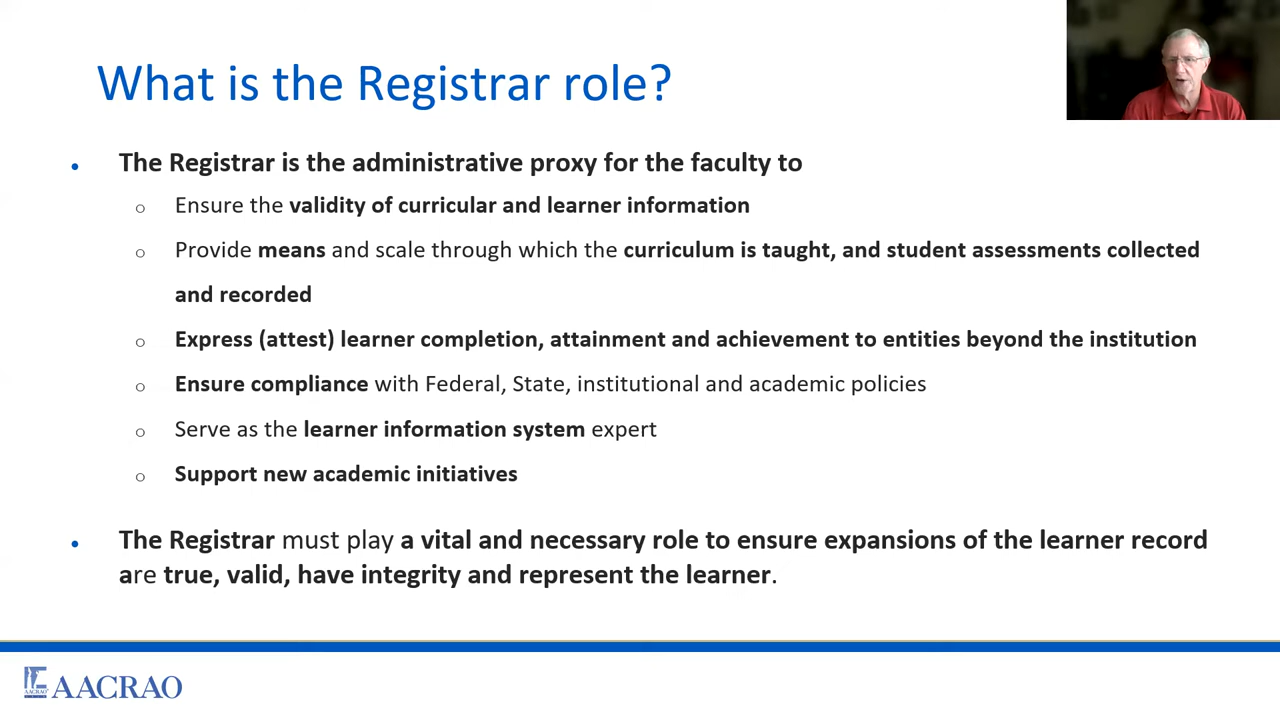 What is the Registrar role?
• The Registrar is the administrative proxy for the faculty to
o Ensure the validity of curricular and learner information
o Provide means and scale through which the curriculum is taught, and student assessments collected
and recorded
o Express (attest) learner completion, attainment and achievement to entities beyond the institution
o Ensure compliance with Federal, State, institutional and academic policies
o Serve as the learner information system expert
o Support new academic initiatives
• The Registrar must play a vital and necessary role to ensure expansions of the learner record
are true, valid, have integrity and represent the learner.
AACRAO
AACRAO